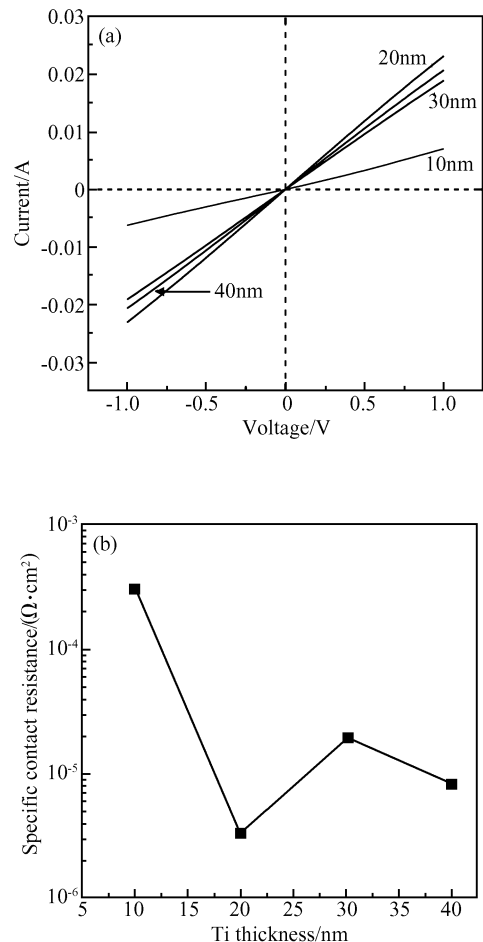 (a)
0.03
0.02
0.01
0
-0.01
-0.02
-0.03
Current/A
20nm
30nm
10nm
40nm
-1.0 -0.5 0 0.5 1.0
Voltage/V
(b)
10⁻³
10⁻⁴
10⁻⁵
10⁻⁶
Specific contact resistance/(Ω·cm²)
5 10 15 20 25 30 35 40
Ti thickness/nm